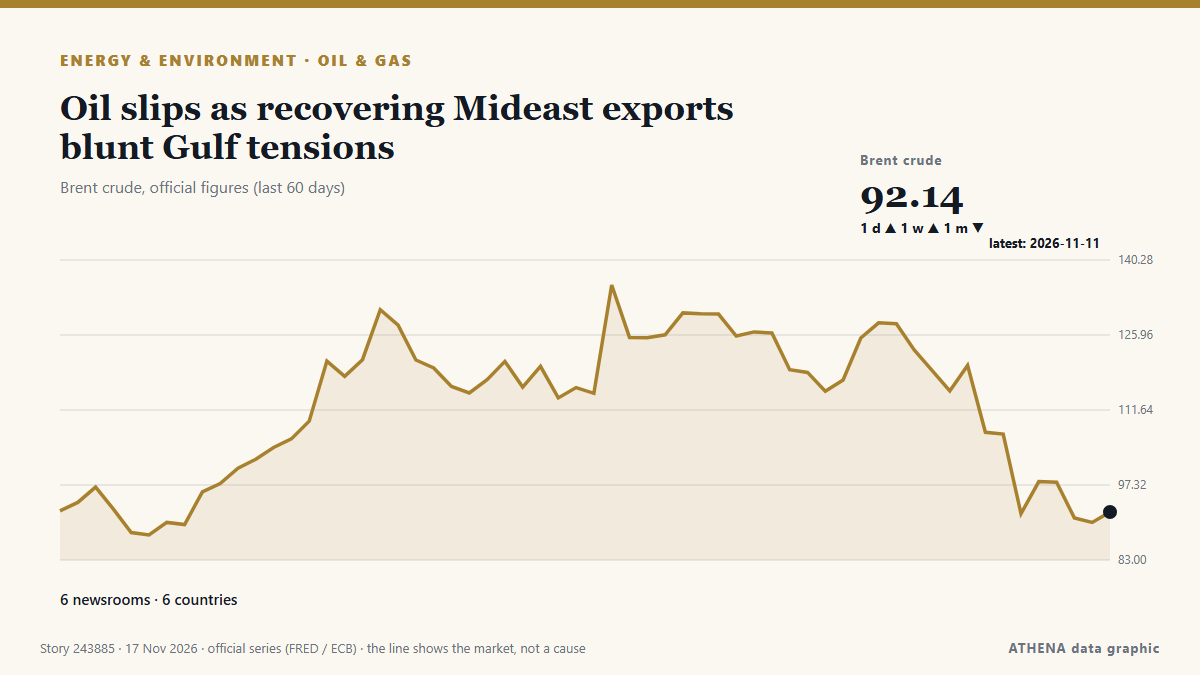 ENERGY & ENVIRONMENT · OIL & GAS
Oil slips as recovering Mideast exports
blunt Gulf tensions
Brent crude, official figures (last 60 days)
Brent crude
92.14
1 d ▲ 1 w ▲ 1 m ▼
latest: 2026-11-11
140.28
125.96
111.64
97.32
83.00
6 newsrooms · 6 countries
Story 243885 · 17 Nov 2026 · official series (FRED / ECB) · the line shows the market, not a cause
ATHENA data graphic